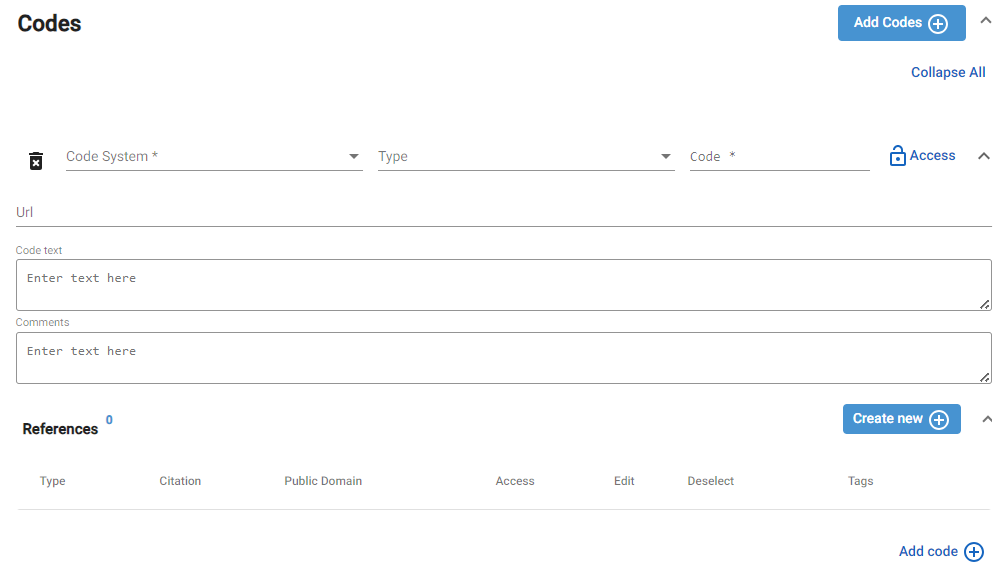 Codes
Add Codes
Collapse All
Code System * Type Code * Access
Url
Code text
Enter text here
Comments
Enter text here
References 0
Create new
Type Citation Public Domain Access Edit Deselect Tags
Add code